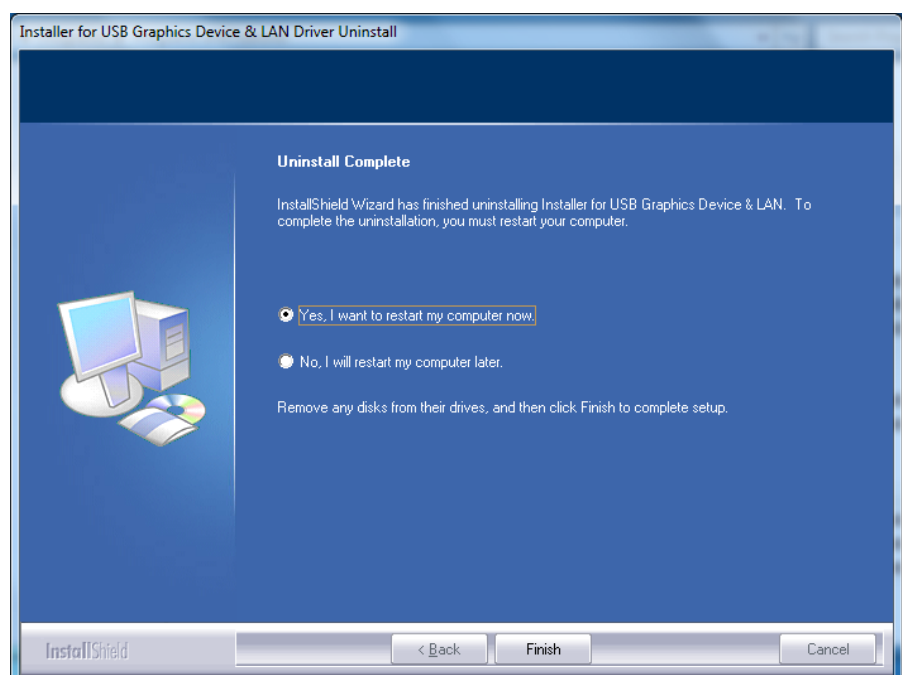 Installer for USB Graphics Device & LAN Driver Uninstall
Uninstall Complete
InstallShield Wizard has finished uninstalling Installer for USB Graphics Device & LAN. To
complete the uninstallation, you must restart your computer.
Yes, I want to restart my computer now.
No, I will restart my computer later.
Remove any disks from their drives, and then click Finish to complete setup.
InstallShield
< Back
Finish
Cancel